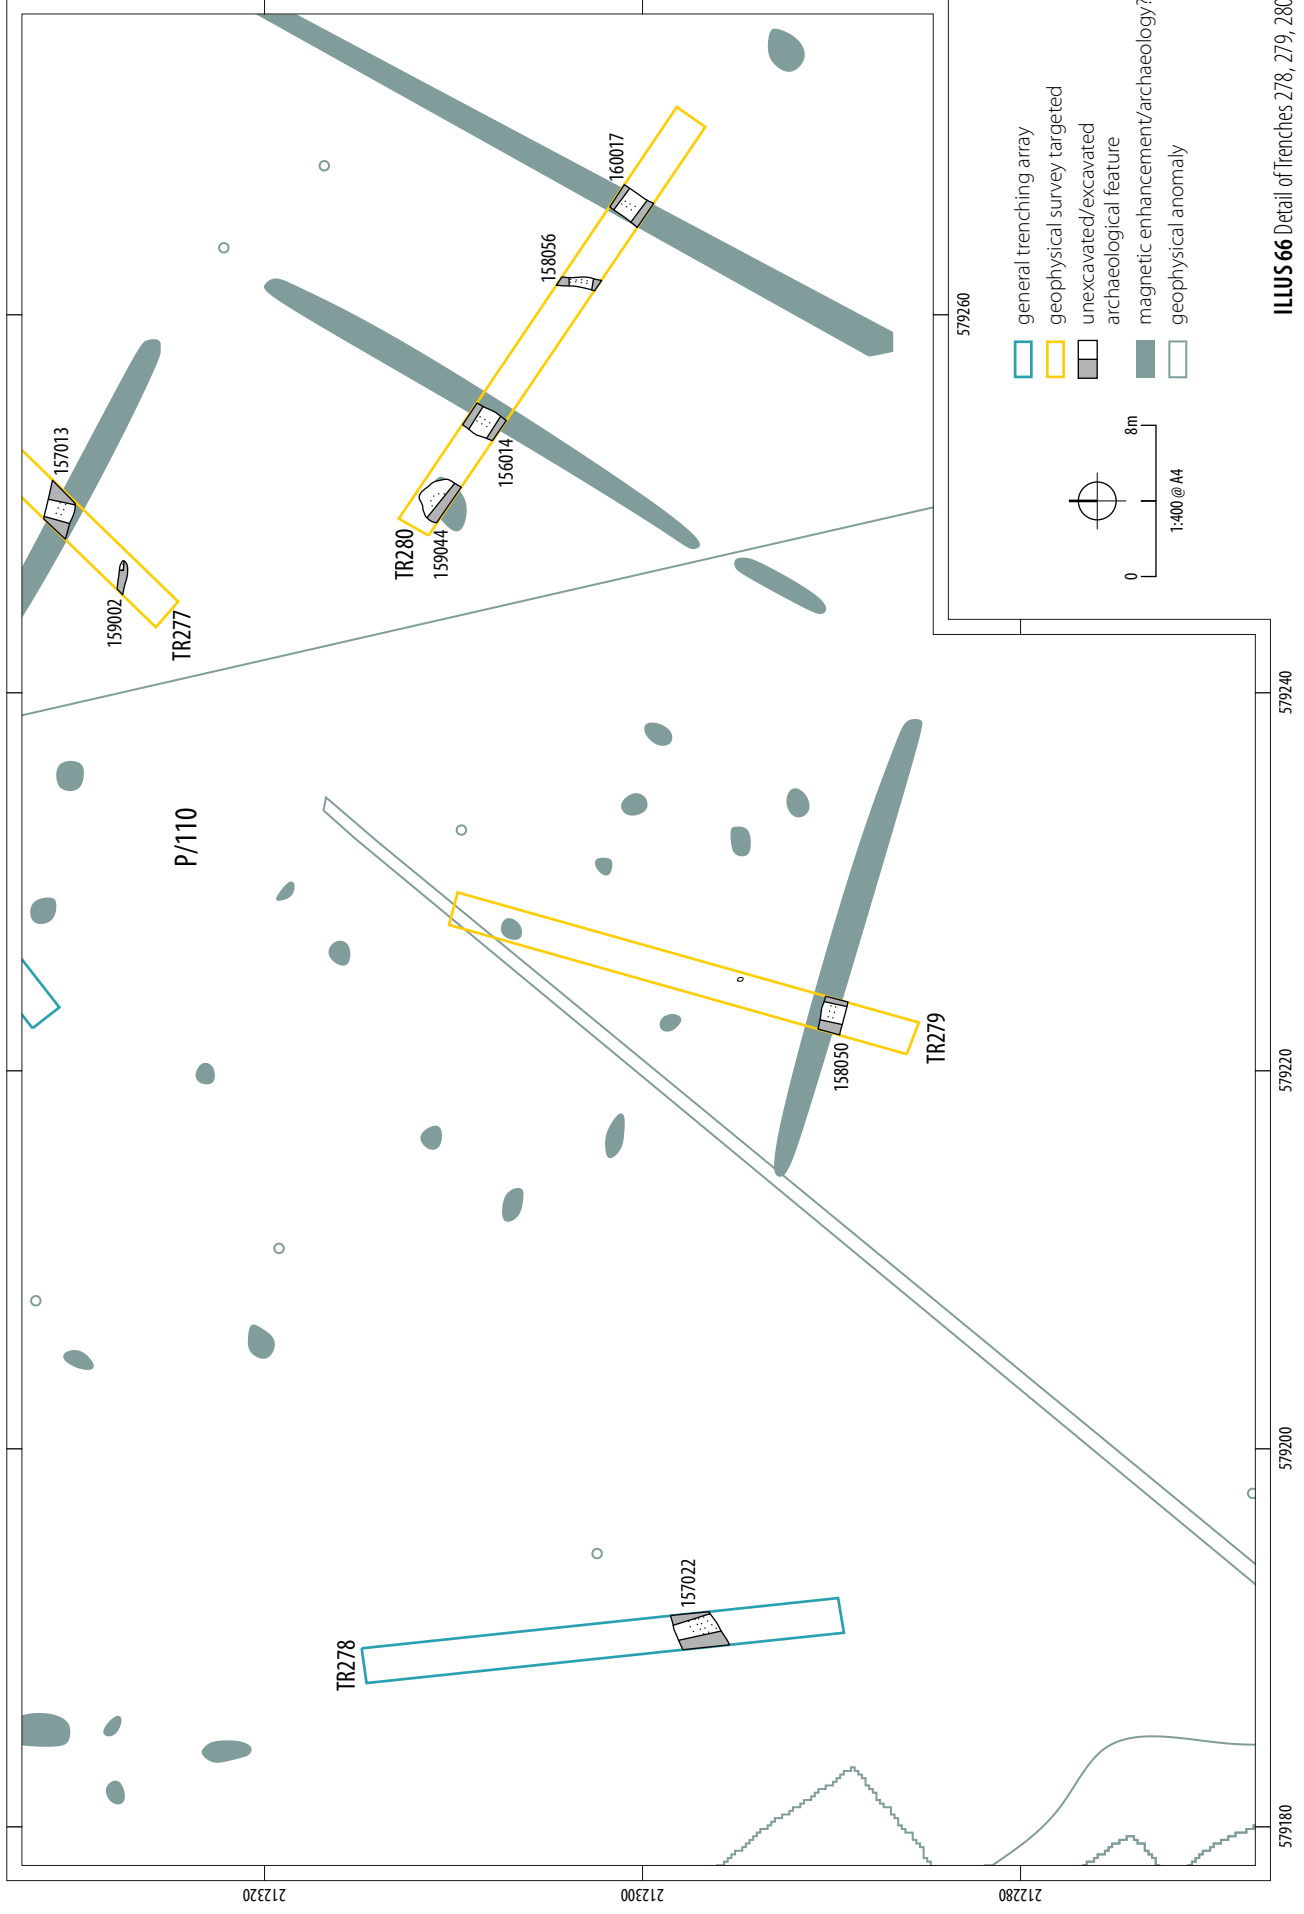 157013
159002
TR277
160017
158056
TR280
159044
156014
P/110
158050
TR279
TR278
157022
212320
212300
212280
579180
579200
579220
579240
579260
general trenching array
geophysical survey targeted
unexcavated/excavated
archaeological feature
magnetic enhancement/archaeology?
geophysical anomaly
0
8m
1:400 @ A4
ILLUS 66 Detail of Trenches 278, 279, 280